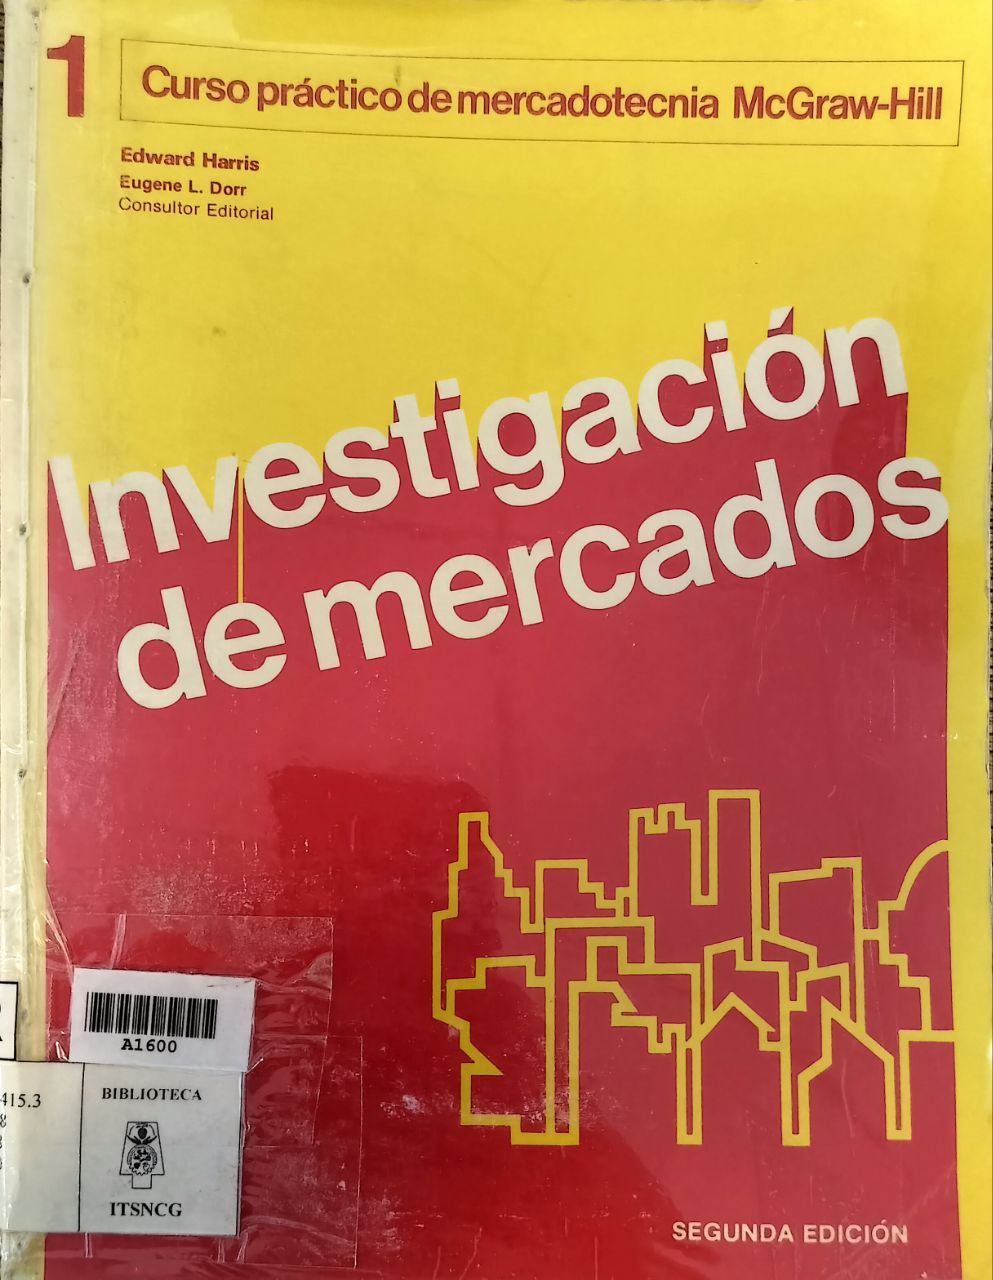 1
Curso práctico de mercadotecnia McGraw-Hill
Edward Harris
Eugene L. Dorr
Consultor Editorial
Investigación
de mercados
A1600
415.3
BIBLIOTECA
ITSNCG
SEGUNDA EDICIÓN